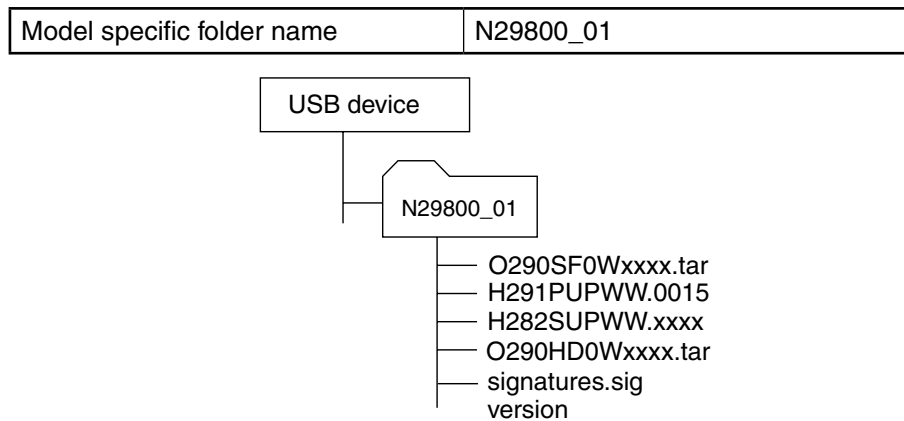 Model specific folder name N29800_01
USB device
N29800_01
O290SF0Wxxxx.tar
H291PUPWW.0015
H282SUPWW.xxxx
O290HD0Wxxxx.tar
signatures.sig
version